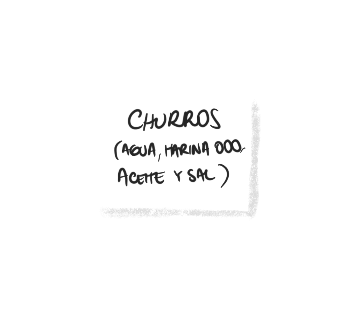 CHURROS
(AGUA, HARINA 000,
ACEITE Y SAL)